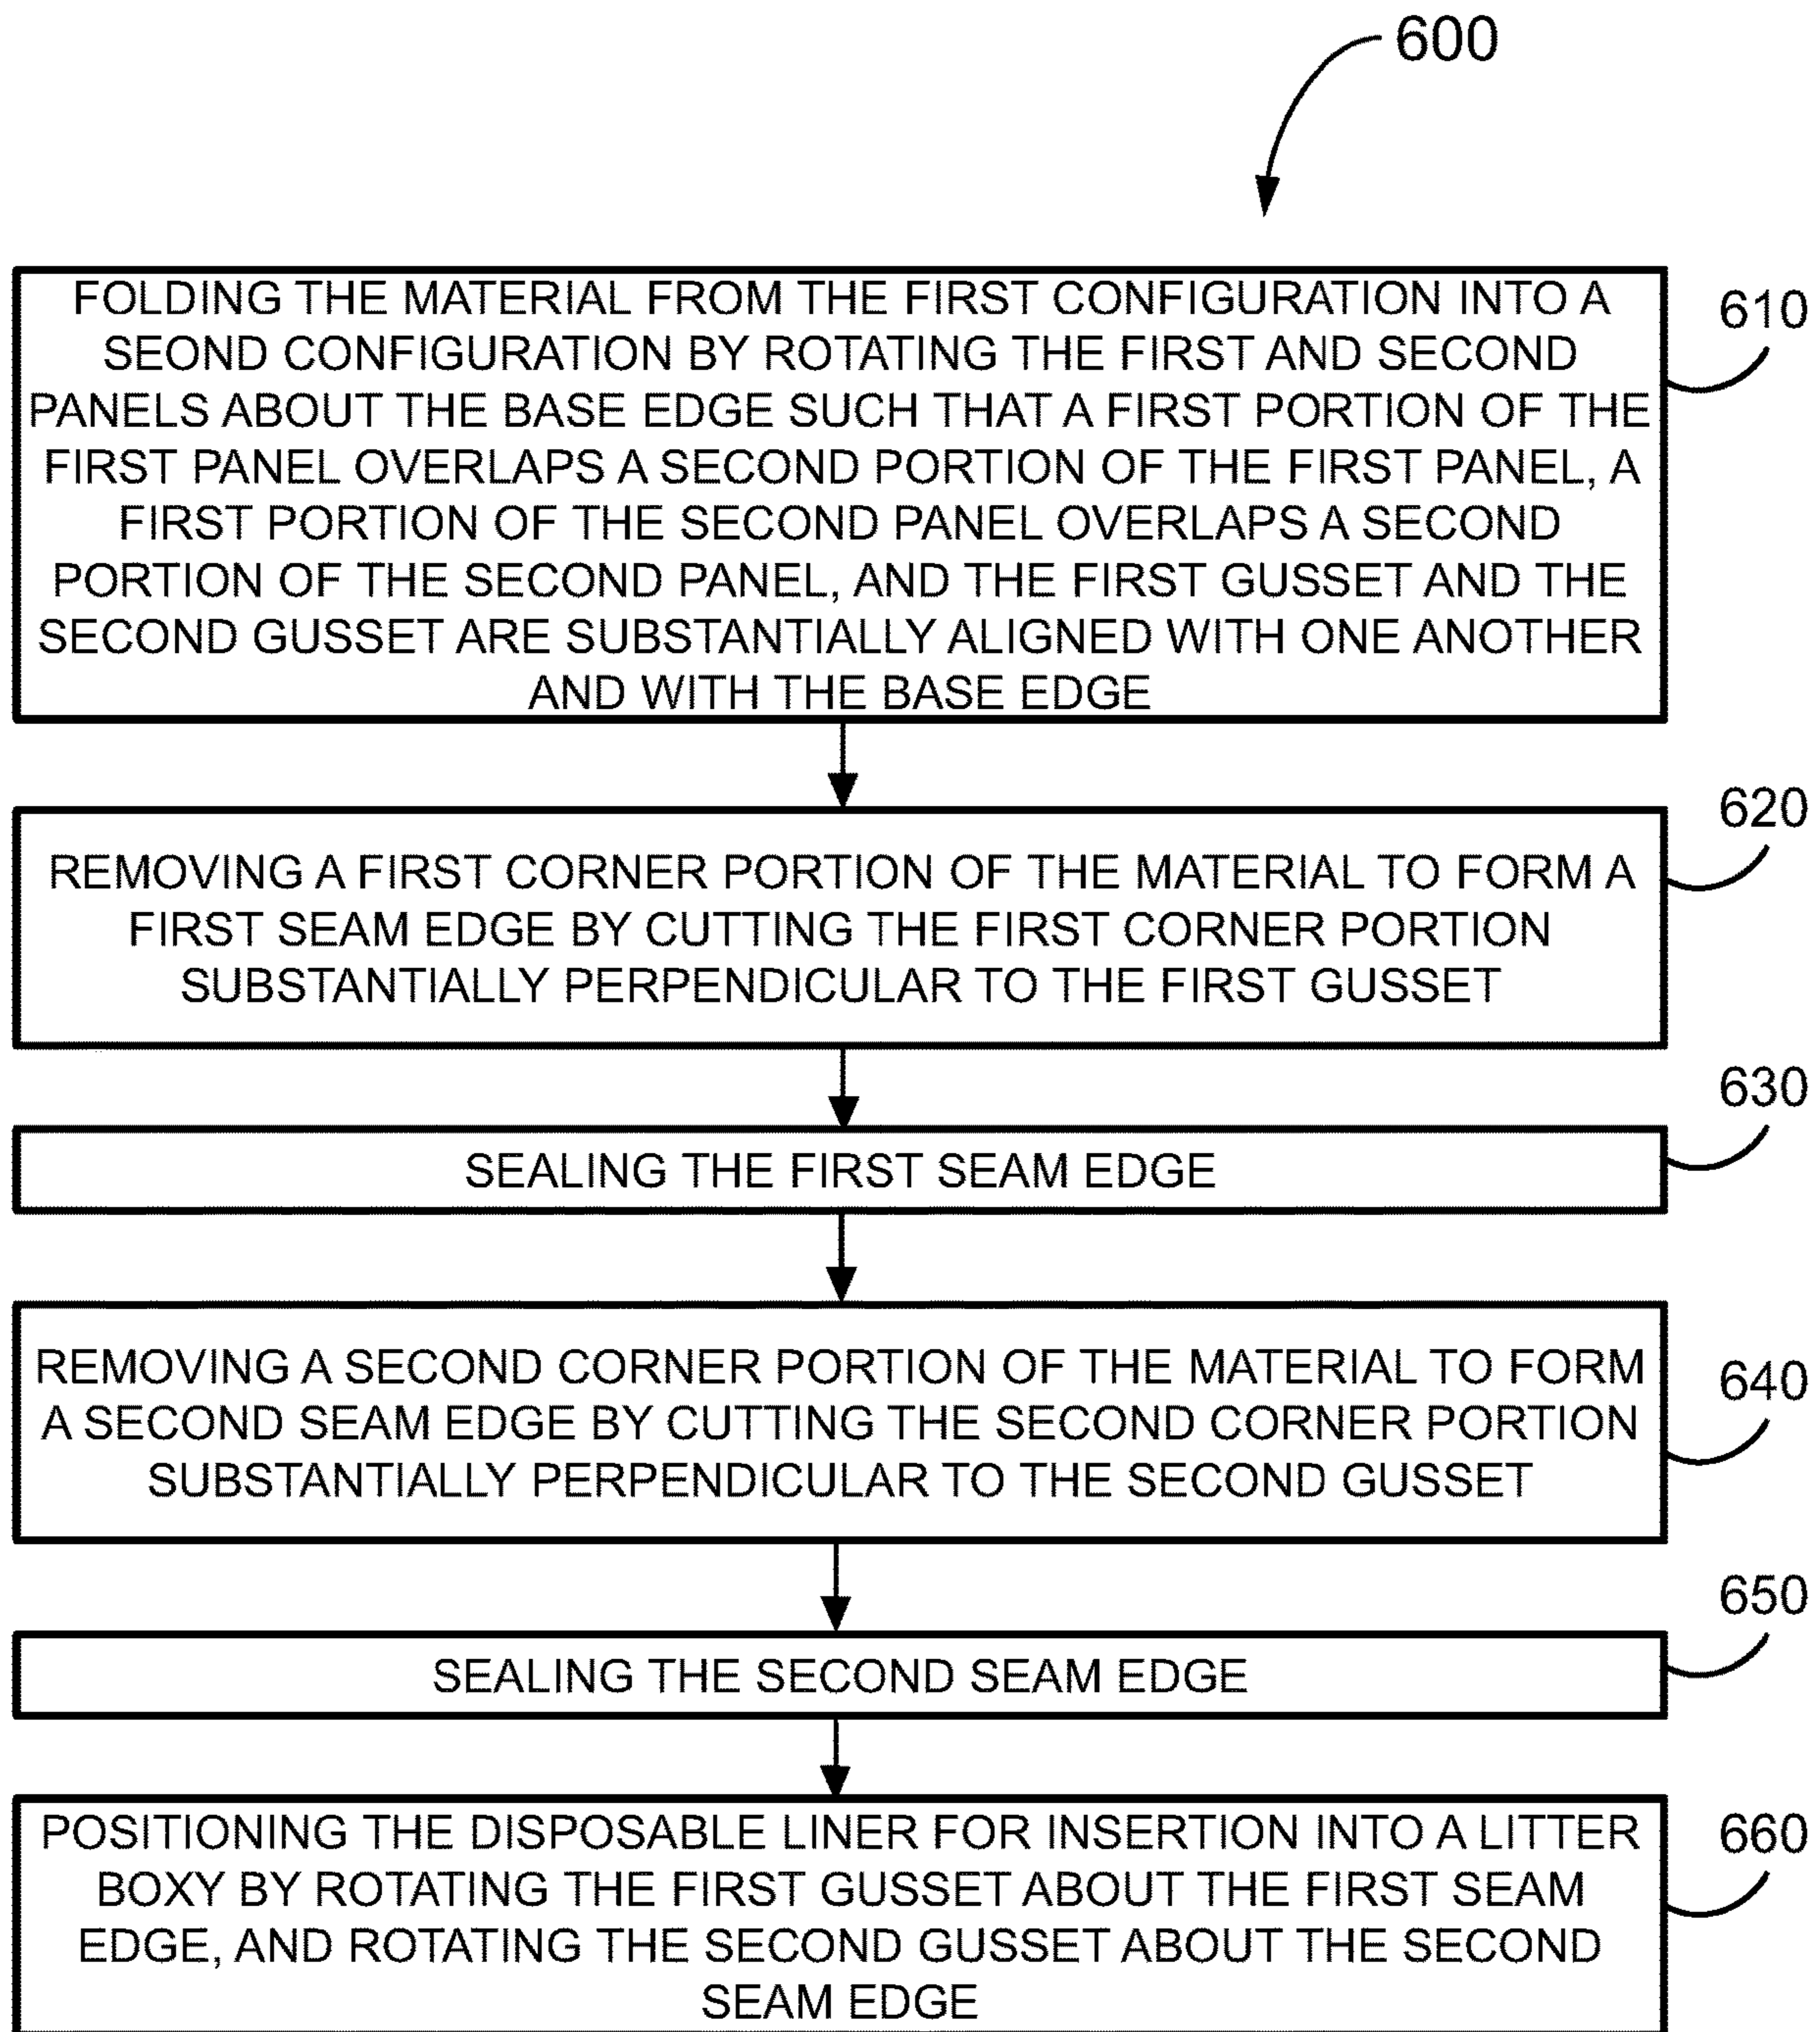 600
FOLDING THE MATERIAL FROM THE FIRST CONFIGURATION INTO A
SEOND CONFIGURATION BY ROTATING THE FIRST AND SECOND
PANELS ABOUT THE BASE EDGE SUCH THAT A FIRST PORTION OF THE
FIRST PANEL OVERLAPS A SECOND PORTION OF THE FIRST PANEL, A
FIRST PORTION OF THE SECOND PANEL OVERLAPS A SECOND
PORTION OF THE SECOND PANEL, AND THE FIRST GUSSET AND THE
SECOND GUSSET ARE SUBSTANTIALLY ALIGNED WITH ONE ANOTHER
AND WITH THE BASE EDGE
610
REMOVING A FIRST CORNER PORTION OF THE MATERIAL TO FORM A
FIRST SEAM EDGE BY CUTTING THE FIRST CORNER PORTION
SUBSTANTIALLY PERPENDICULAR TO THE FIRST GUSSET
620
SEALING THE FIRST SEAM EDGE
630
REMOVING A SECOND CORNER PORTION OF THE MATERIAL TO FORM
A SECOND SEAM EDGE BY CUTTING THE SECOND CORNER PORTION
SUBSTANTIALLY PERPENDICULAR TO THE SECOND GUSSET
640
SEALING THE SECOND SEAM EDGE
650
POSITIONING THE DISPOSABLE LINER FOR INSERTION INTO A LITTER
BOXY BY ROTATING THE FIRST GUSSET ABOUT THE FIRST SEAM
EDGE, AND ROTATING THE SECOND GUSSET ABOUT THE SECOND
SEAM EDGE
660